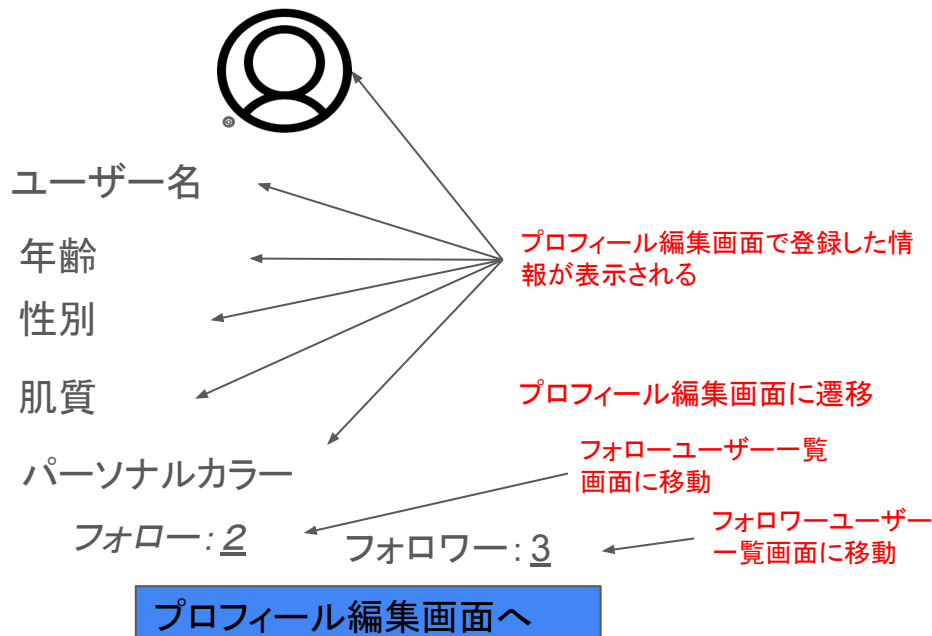 ユーザー名
年齢
プロフィール編集画面で登録した情
報が表示される
性別
肌質
プロフィール編集画面に遷移
パーソナルカラー
フォローユーザー一覧
画面に移動
フォロー：2
フォロワー：3
フォロワーユーザー
一覧画面に移動
プロフィール編集画面へ